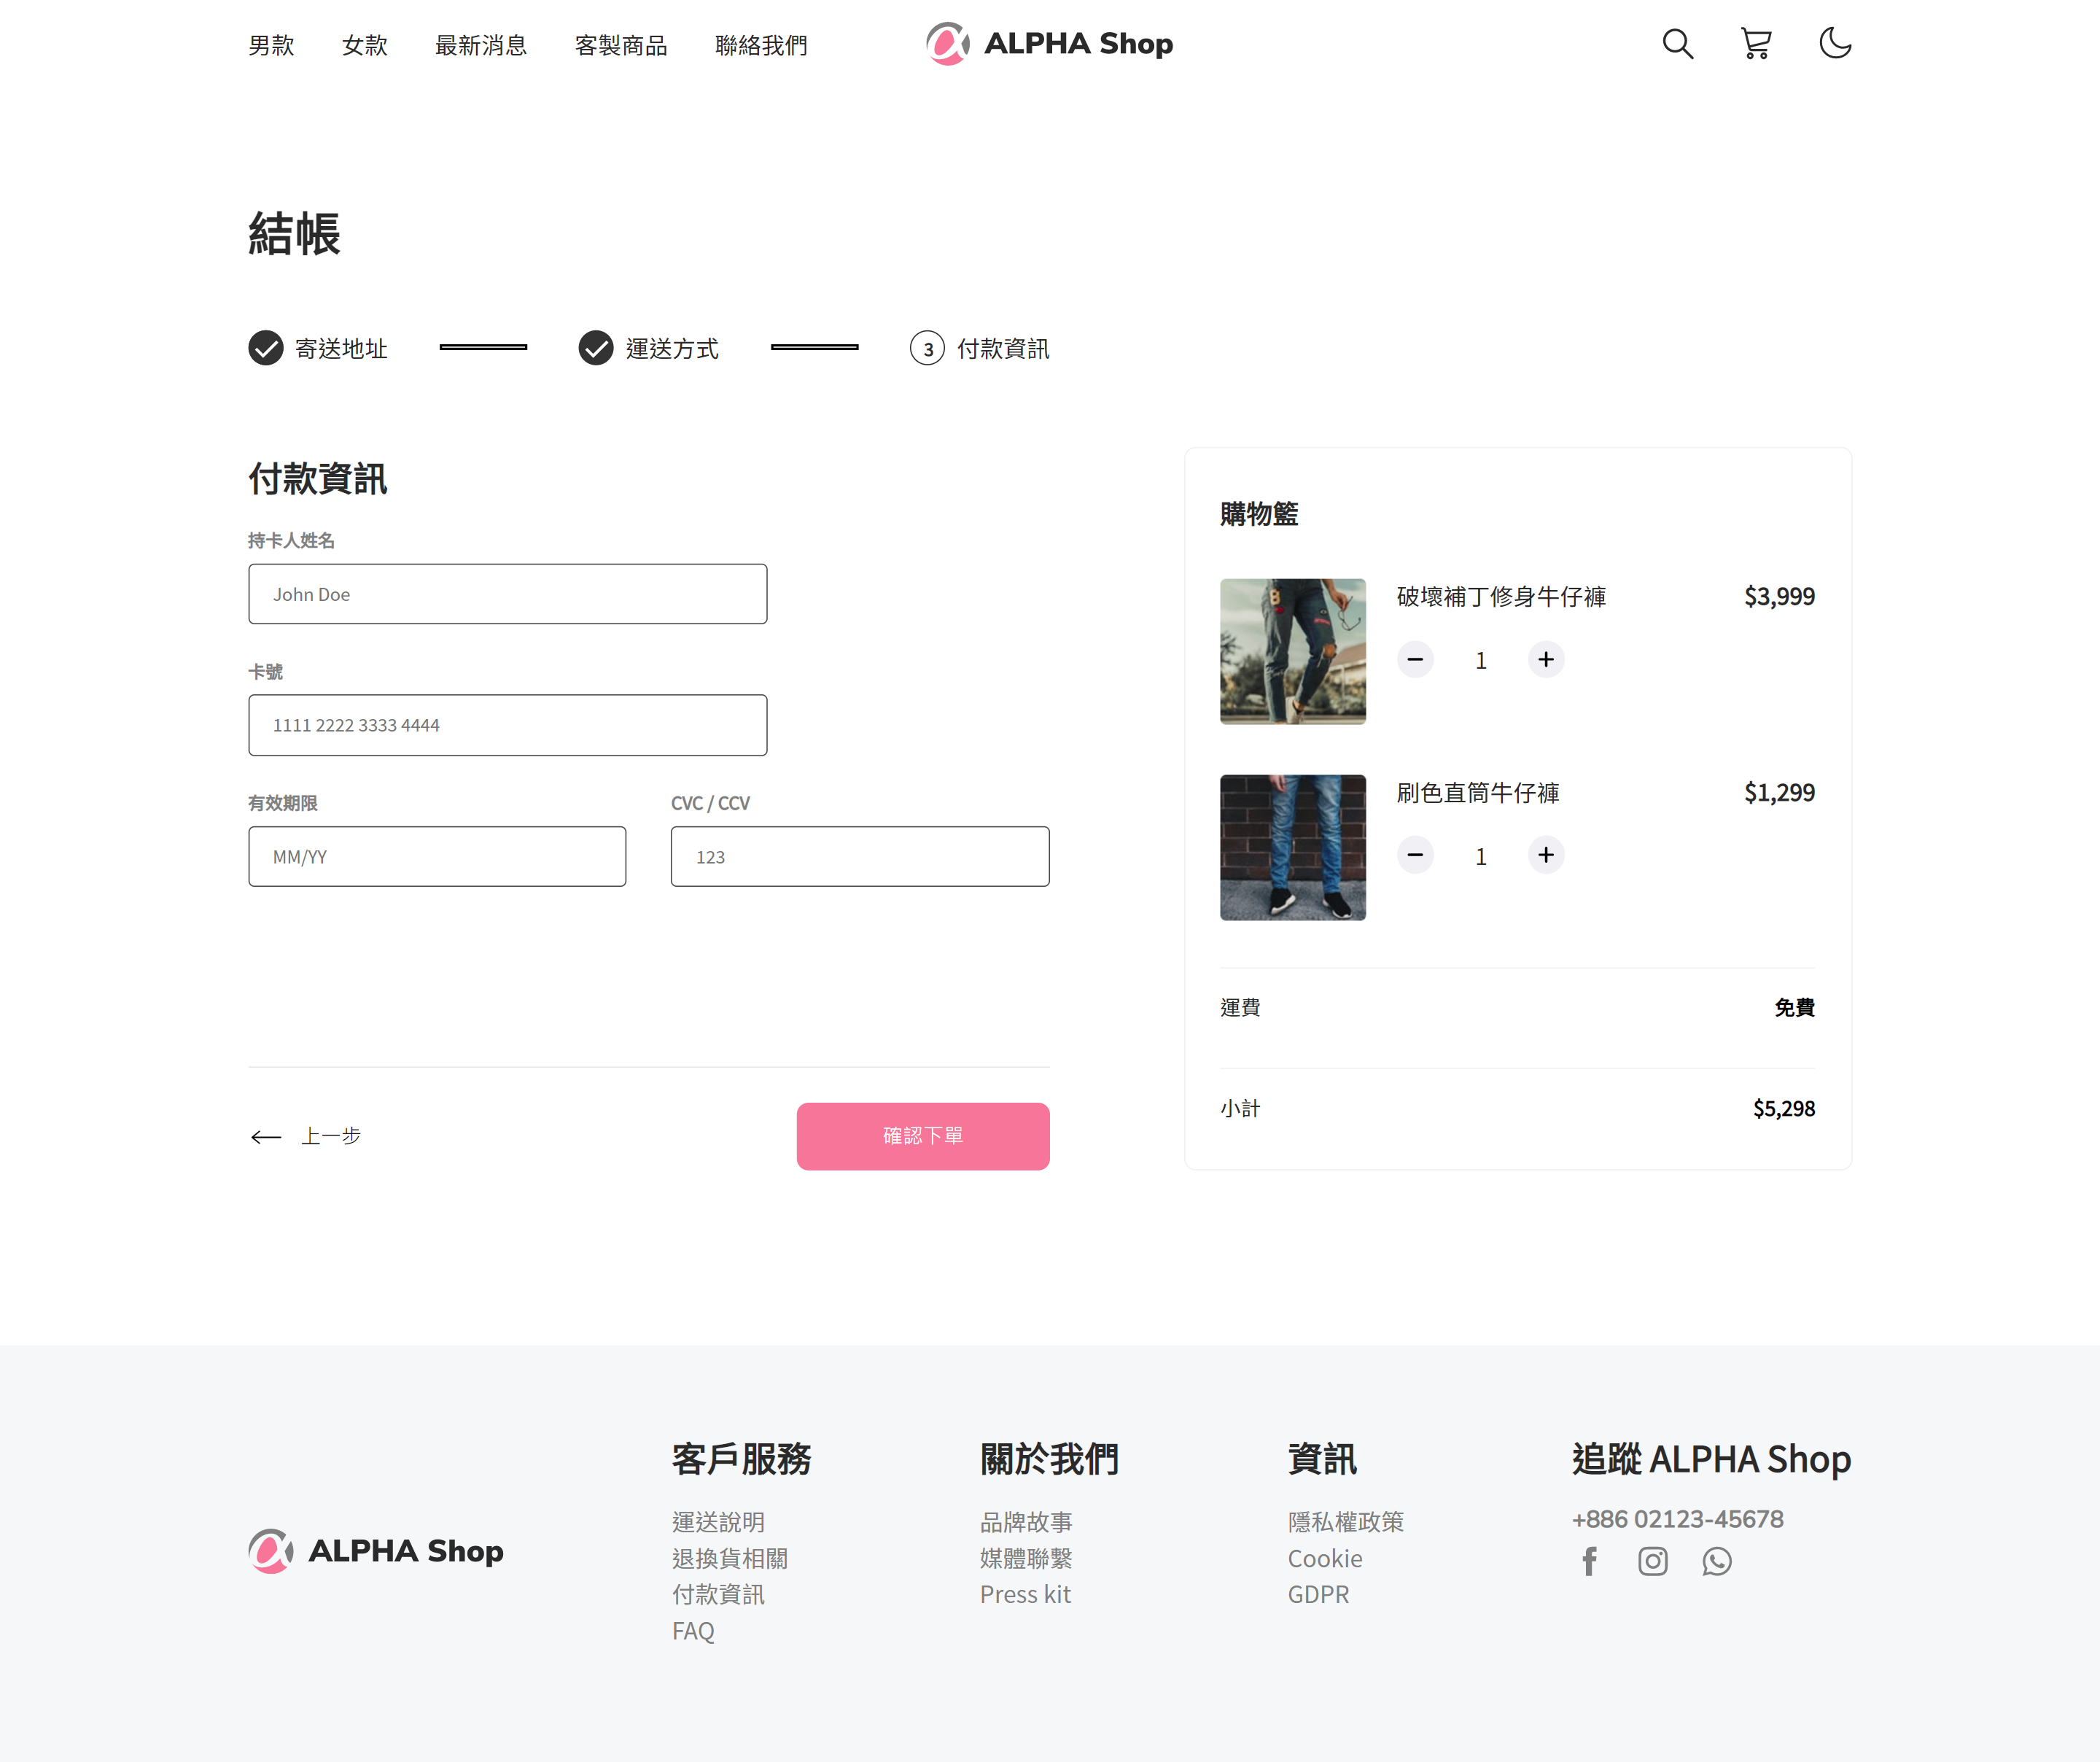 男款 女款 最新消息 客製商品 聯絡我們 ALPHA Shop
結帳
寄送地址 運送方式 3 付款資訊
付款資訊
持卡人姓名
John Doe
卡號
1111 2222 3333 4444
有效期限 CVC / CCV
MM/YY 123
上一步 確認下單
購物籃
破壞補丁修身牛仔褲 $3,999
1
刷色直筒牛仔褲 $1,299
1
運費 免費
小計 $5,298
ALPHA Shop
客戶服務
運送說明
退換貨相關
付款資訊
FAQ
關於我們
品牌故事
媒體聯繫
Press kit
資訊
隱私權政策
Cookie
GDPR
追蹤 ALPHA Shop
+886 02123-45678